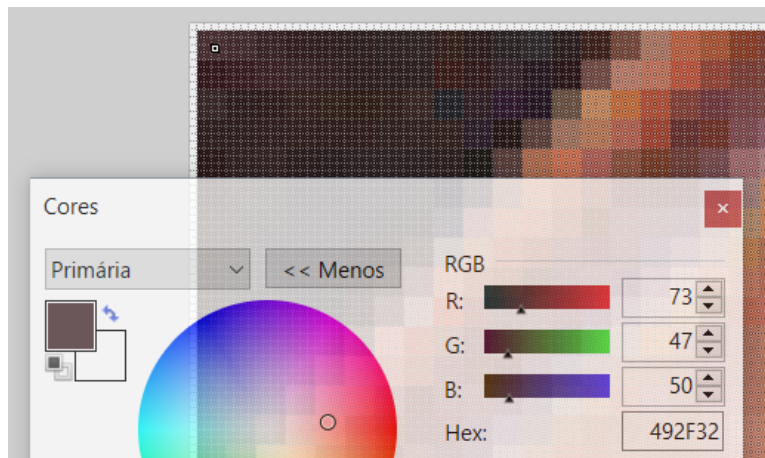 Cores
×
Primária
<< Menos
RGB
R: 73
G: 47
B: 50
Hex: 492F32